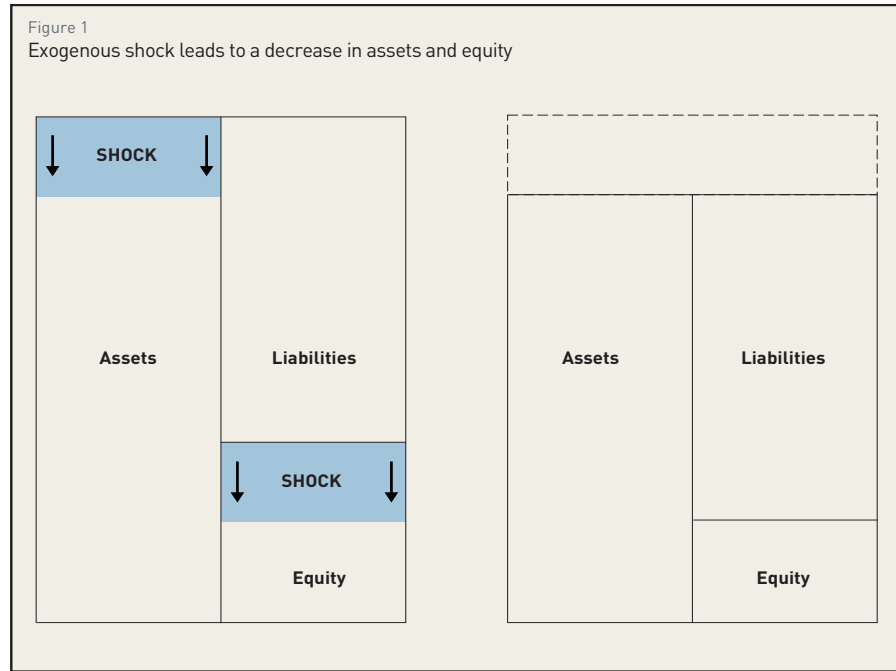 Figure 1
Exogenous shock leads to a decrease in assets and equity
SHOCK
Assets
Liabilities
SHOCK
Equity
Assets
Liabilities
Equity